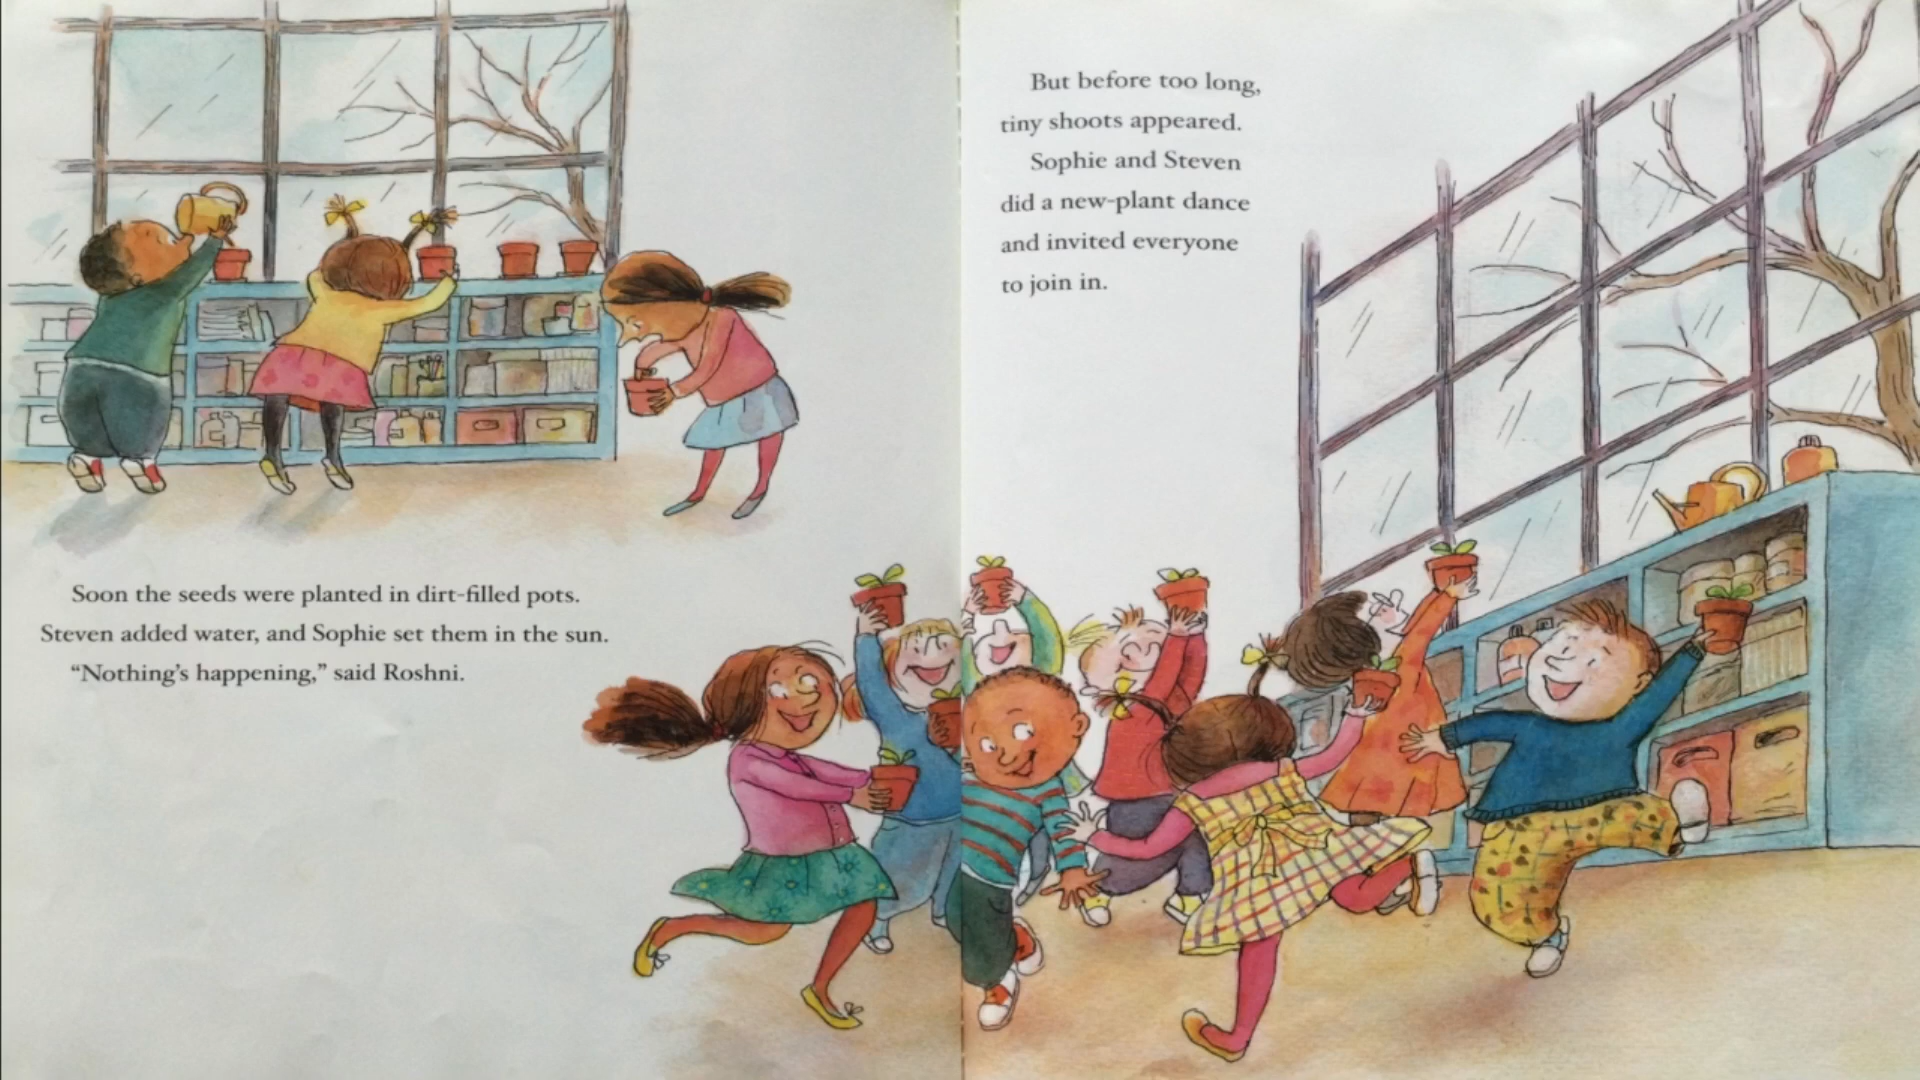 Soon the seeds were planted in dirt-filled pots.
Steven added water, and Sophie set them in the sun.
“Nothing’s happening,” said Roshni.
But before too long,
tiny shoots appeared.
Sophie and Steven
did a new-plant dance
and invited everyone
to join in.